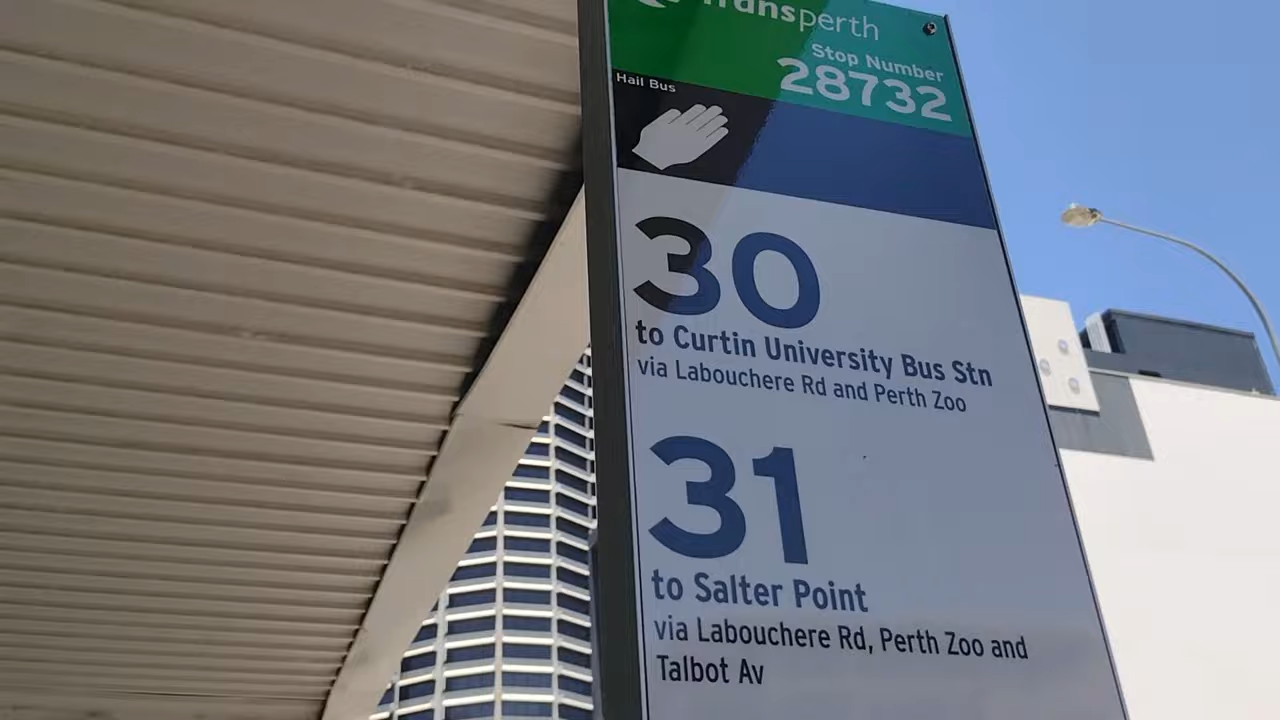 Transperth
Stop Number
28732
Hail Bus
30
to Curtin University Bus Stn
via Labouchere Rd and Perth Zoo
31
to Salter Point
via Labouchere Rd, Perth Zoo and
Talbot Av